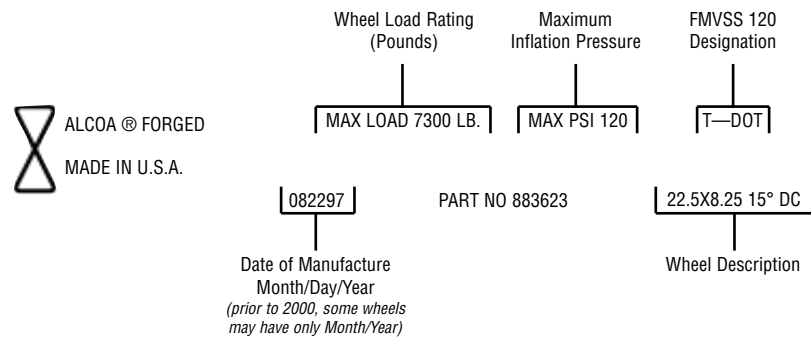 Wheel Load Rating
(Pounds)
Maximum
Inflation Pressure
FMVSS 120
Designation
ALCOA ® FORGED
MADE IN U.S.A.
MAX LOAD 7300 LB.
MAX PSI 120
T—DOT
082297
PART NO 883623
22.5X8.25 15° DC
Date of Manufacture
Month/Day/Year
(prior to 2000, some wheels
may have only Month/Year)
Wheel Description